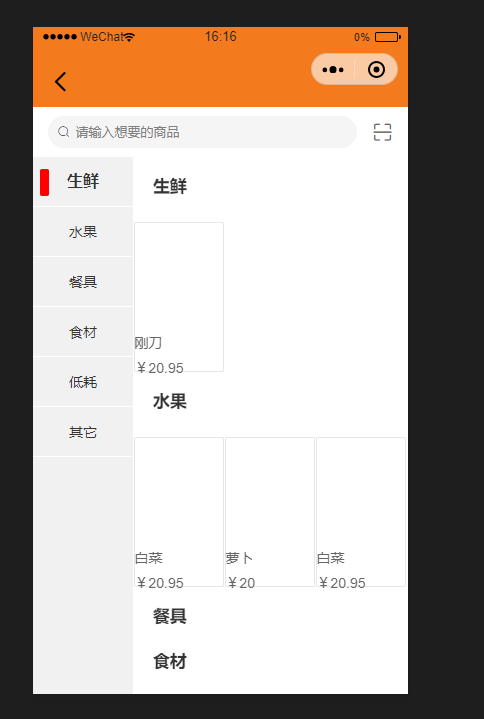 WeChat 16:16 0%
请输入想要的商品
生鲜
水果
餐具
食材
低耗
其它
生鲜
刚刀
￥20.95
水果
白菜 萝卜 白菜
￥20.95 ￥20 ￥20.95
餐具
食材